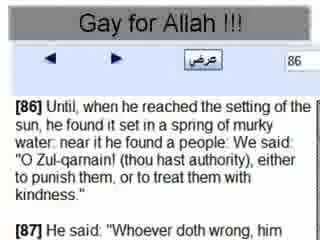 Gay for Allah !!!
عرض
86
[86] Until, when he reached the setting of the
sun, he found it set in a spring of murky
water: near it he found a people: We said:
"O Zul-qarnain! (thou hast authority), either
to punish them, or to treat them with
kindness."
[87] He said: "Whoever doth wrong, him